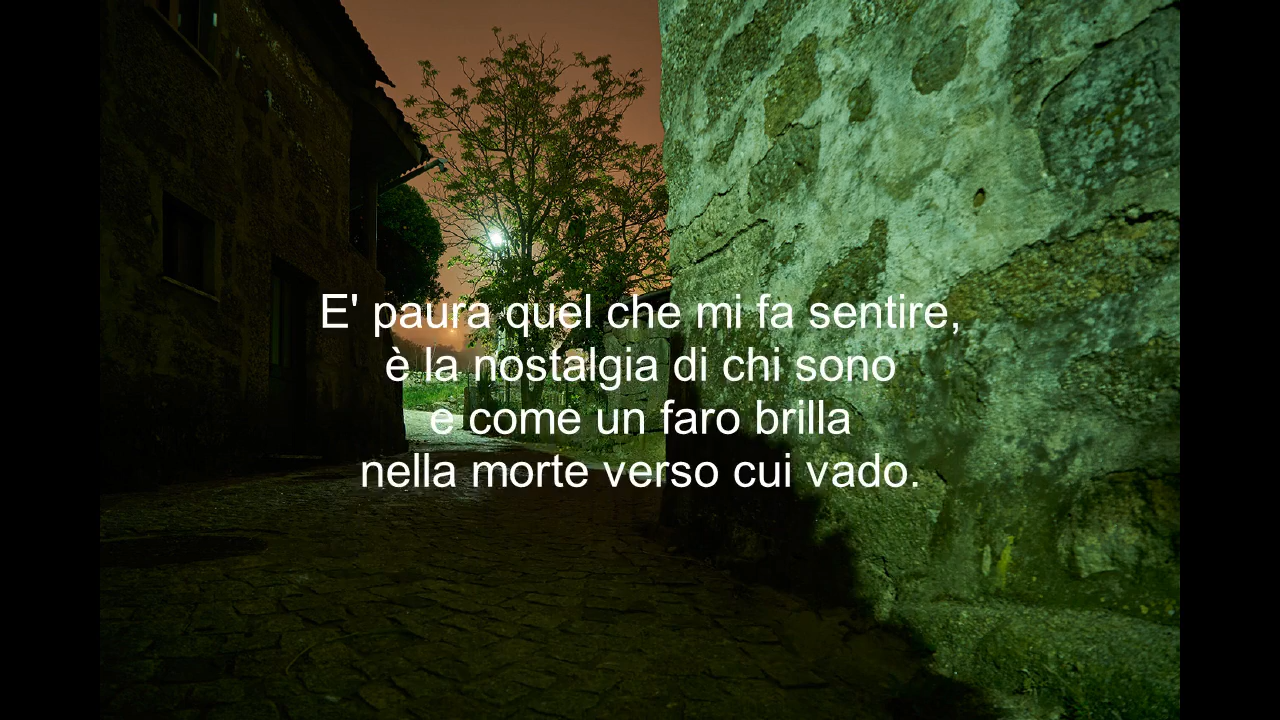 E' paura quel che mi fa sentire,
è la nostalgia di chi sono
e come un faro brilla
nella morte verso cui vado.